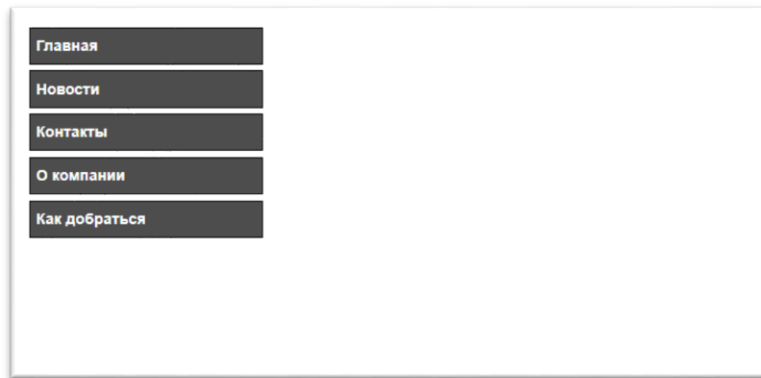 Главная
Новости
Контакты
О компании
Как добраться